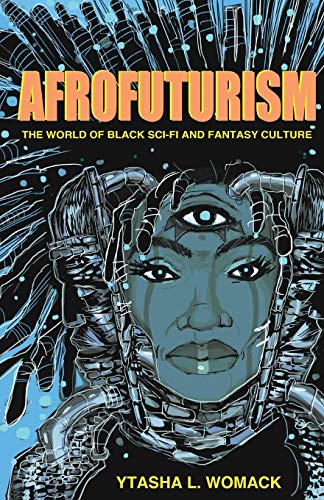 AFROFUTURISM
THE WORLD OF BLACK SCI-FI AND FANTASY CULTURE
YTASHA L. WOMACK